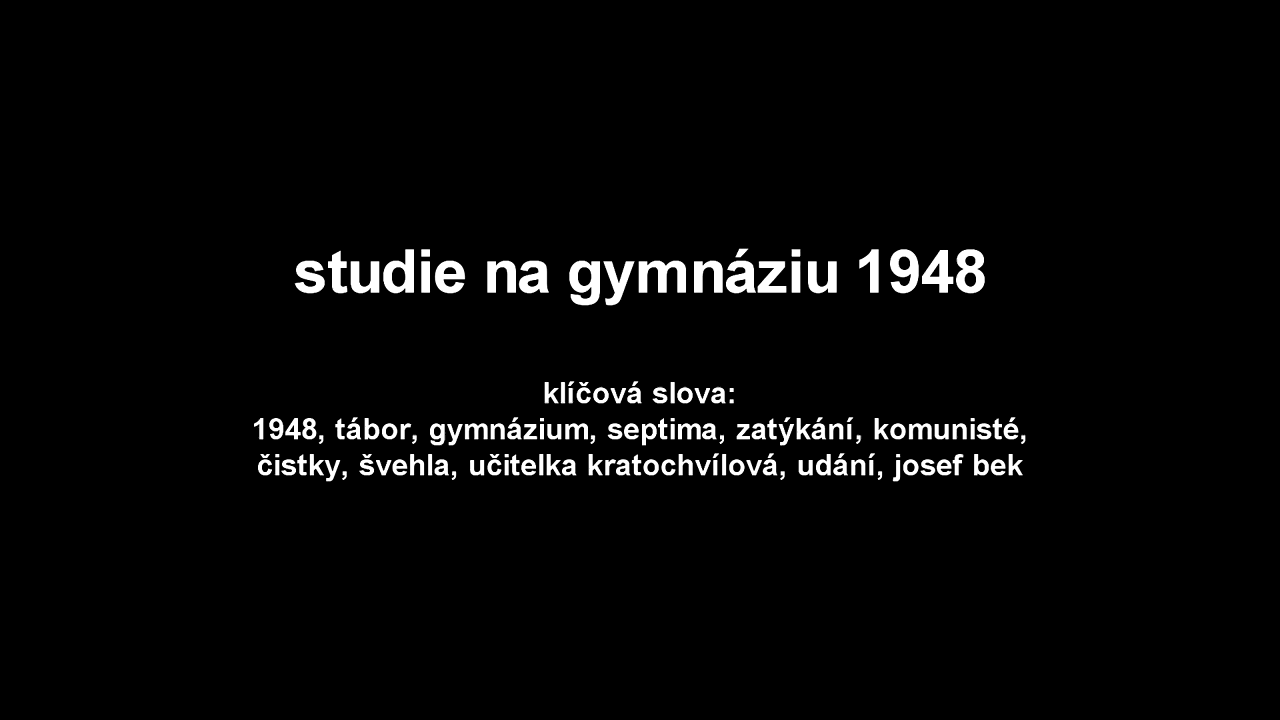 studie na gymnáziu 1948
klíčová slova:
1948, tábor, gymnázium, septima, zatýkání, komunisté,
čistky, švehla, učitelka kratochvílová, udání, josef bek